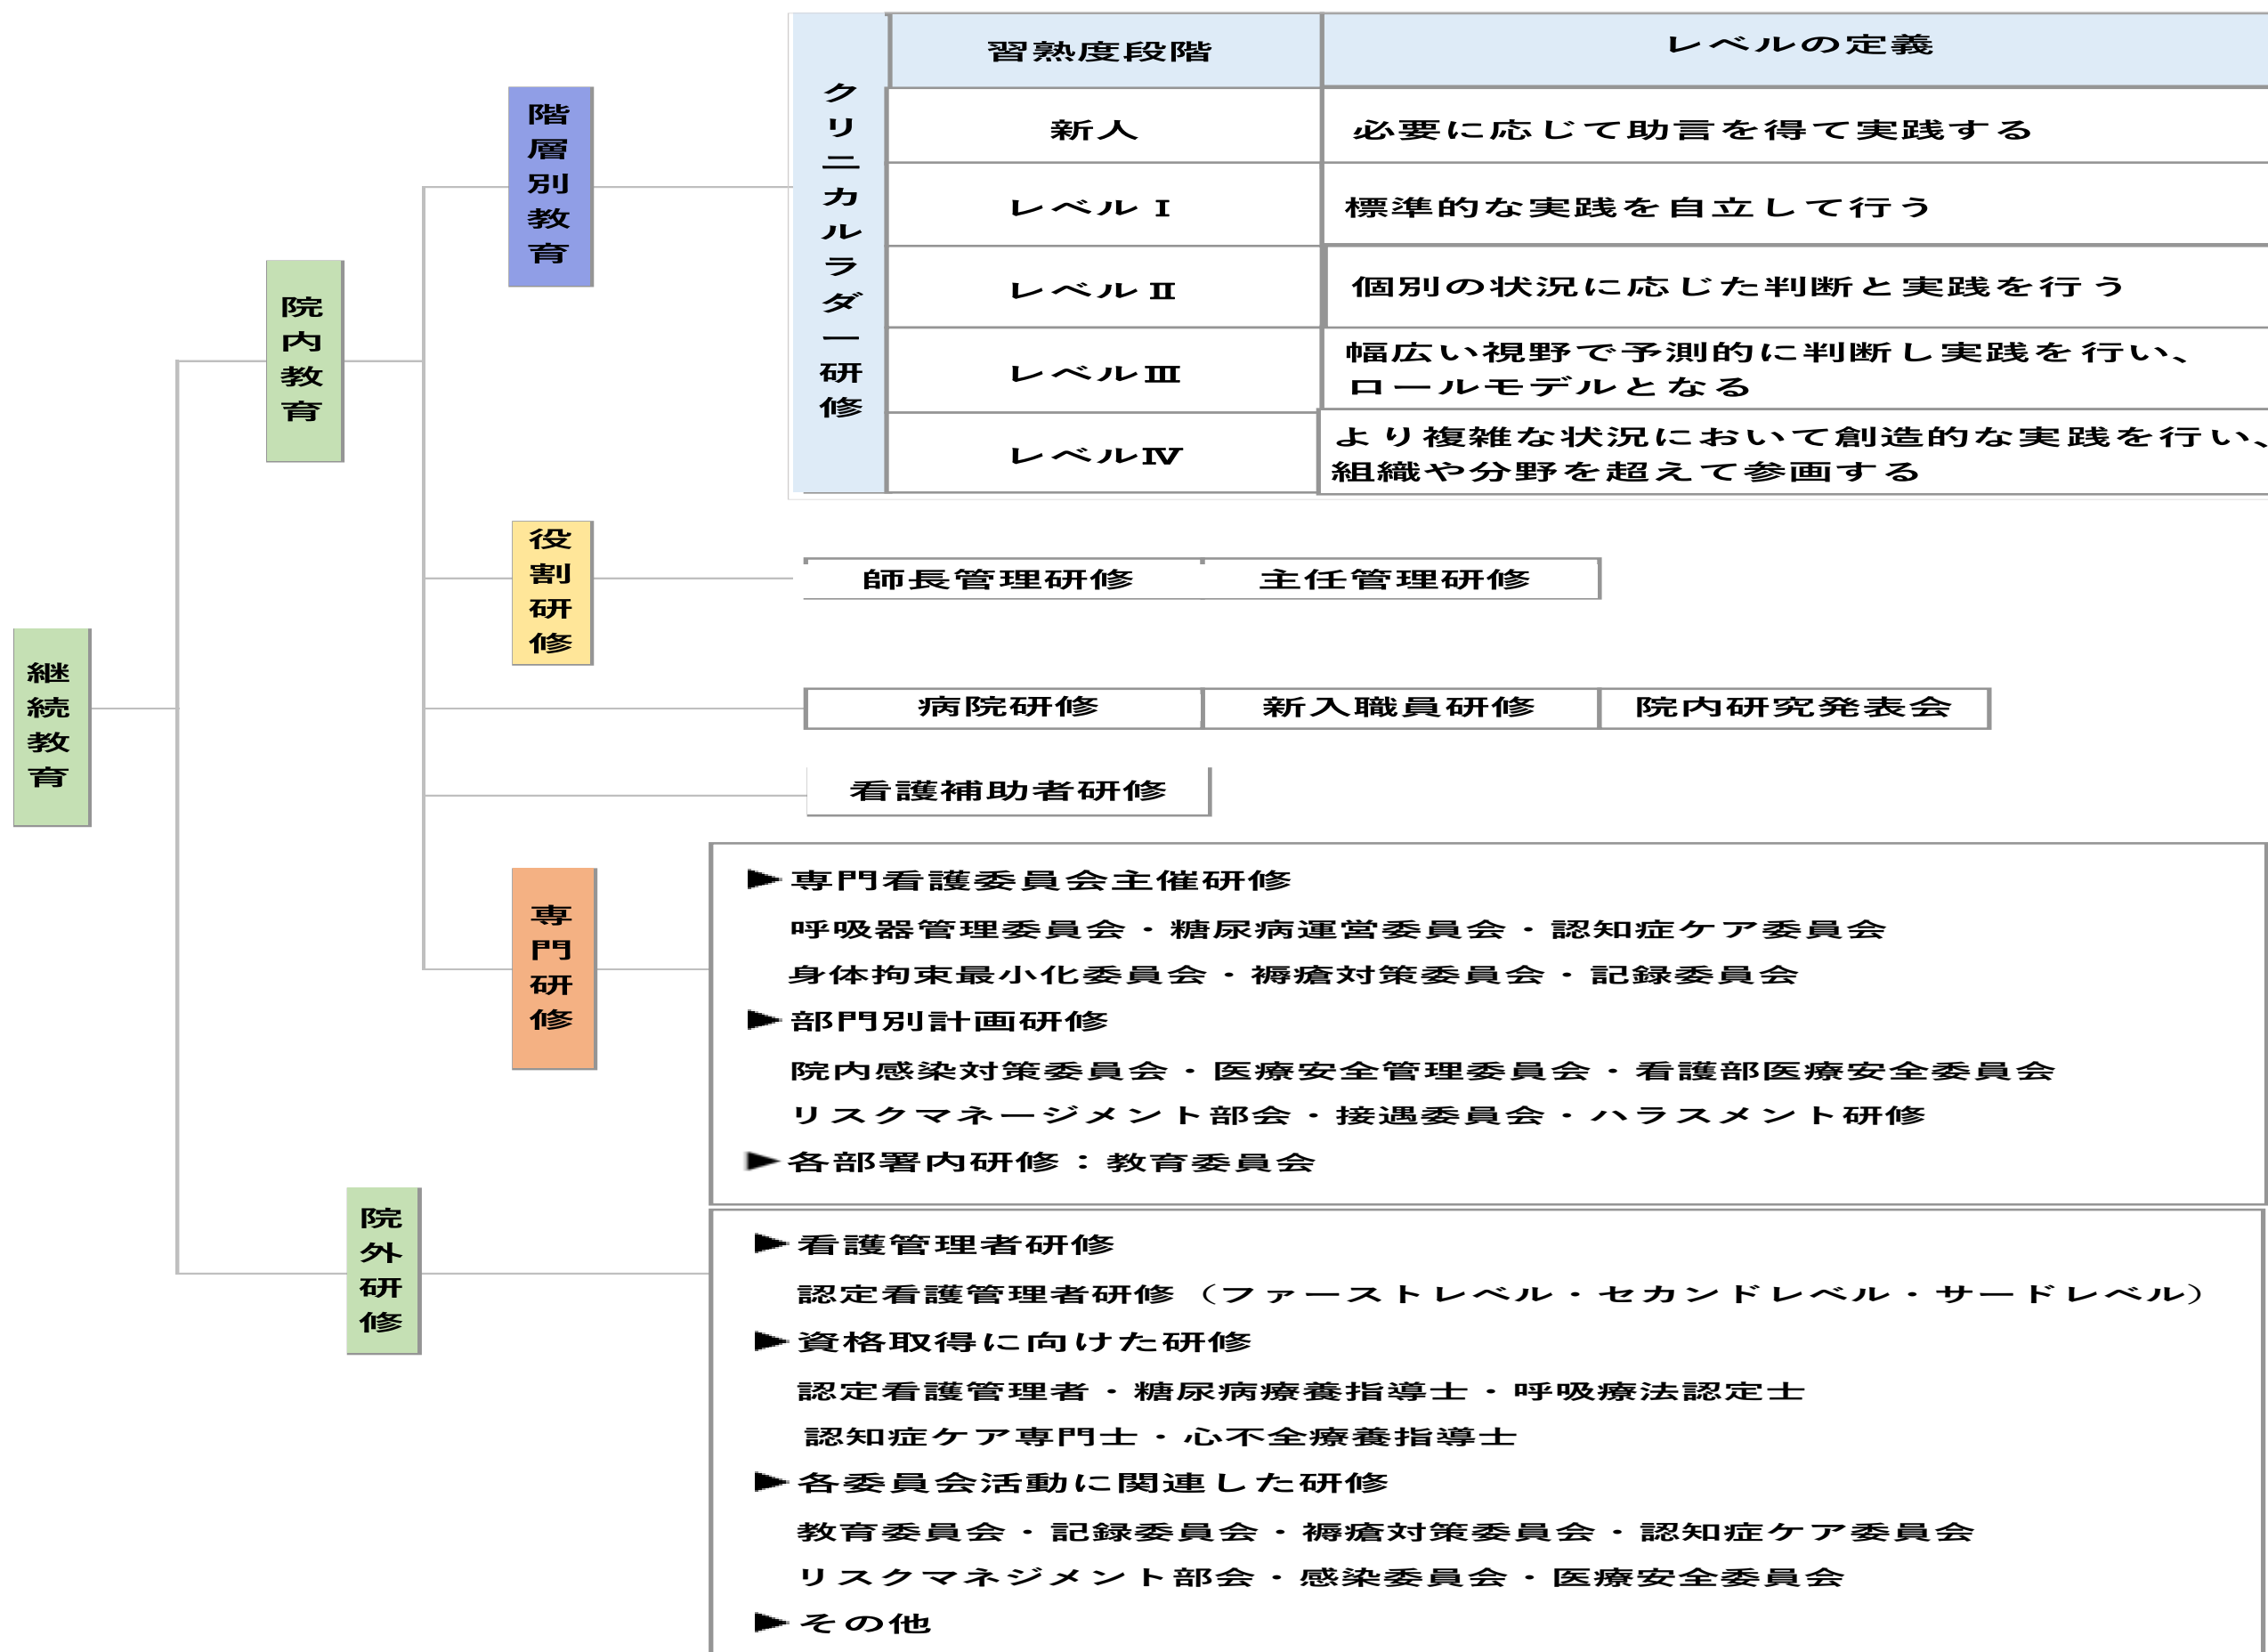 継続教育
院内教育
階層別教育
クリニカルラダー研修
習熟度段階
レベルの定義
新人
必要に応じて助言を得て実践する
レベルⅠ
標準的な実践を自立して行う
レベルⅡ
個別の状況に応じた判断と実践を行う
レベルⅢ
幅広い視野で予測的に判断し実践を行い、
ロールモデルとなる
レベルⅣ
より複雑な状況において創造的な実践を行い、
組織や分野を超えて参画する
役割研修
師長管理研修
主任管理研修
病院研修
新入職員研修
院内研究発表会
看護補助者研修
専門研修
►専門看護委員会主催研修
呼吸器管理委員会・糖尿病運営委員会・認知症ケア委員会
身体拘束最小化委員会・褥瘡対策委員会・記録委員会
►部門別計画研修
院内感染対策委員会・医療安全管理委員会・看護部医療安全委員会
リスクマネージメント部会・接遇委員会・ハラスメント研修
►各部署内研修：教育委員会
院外研修
►看護管理者研修
認定看護管理者研修（ファーストレベル・セカンドレベル・サードレベル）
►資格取得に向けた研修
認定看護管理者・糖尿病療養指導士・呼吸療法認定士
認知症ケア専門士・心不全療養指導士
►各委員会活動に関連した研修
教育委員会・記録委員会・褥瘡対策委員会・認知症ケア委員会
リスクマネジメント部会・感染委員会・医療安全委員会
►その他